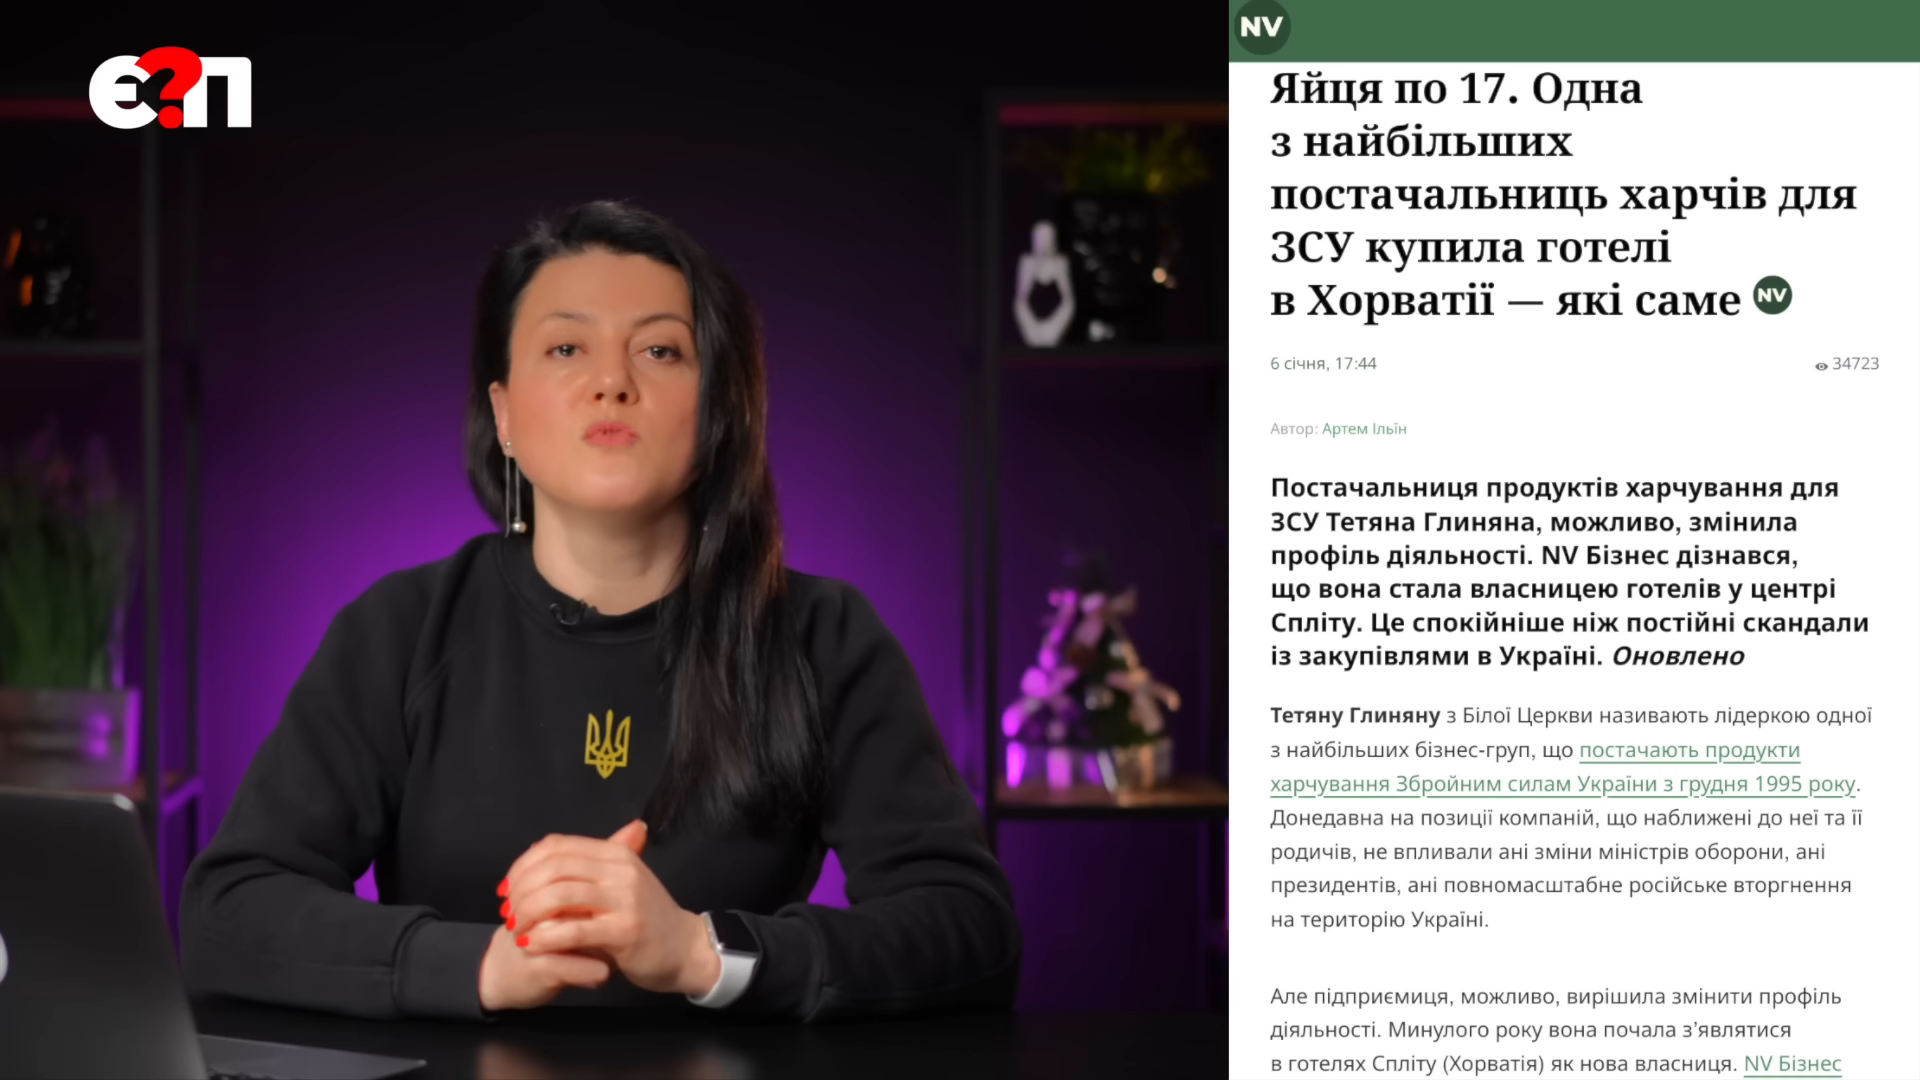 Є?П
NV
Яйця по 17. Одна
з найбільших
постачальниць харчів для
ЗСУ купила готелі
в Хорватії — які саме NV
6 січня, 17:44
34723
Автор: Артем Ільїн
Постачальниця продуктів харчування для
ЗСУ Тетяна Глиняна, можливо, змінила
профіль діяльності. NV Бізнес дізнався,
що вона стала власницею готелів у центрі
Спліту. Це спокійніше ніж постійні скандали
із закупівлями в Україні. Оновлено
Тетяну Глиняну з Білої Церкви називають лідеркою одної
з найбільших бізнес-груп, що постачають продукти
харчування Збройним силам України з грудня 1995 року.
Донедавна на позиції компаній, що наближені до неї та її
родичів, не впливали ані зміни міністрів оборони, ані
президентів, ані повномасштабне російське вторгнення
на територію Україні.
Але підприємиця, можливо, вирішила змінити профіль
діяльності. Минулого року вона почала з’являтися
в готелях Спліту (Хорватія) як нова власниця. NV Бізнес